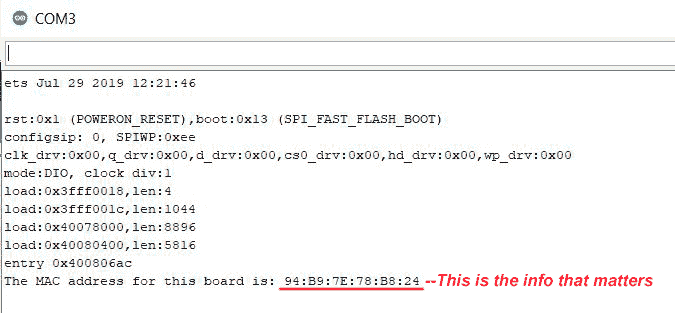 COM3
ets Jul 29 2019 12:21:46
rst:0x1 (POWERON_RESET),boot:0x13 (SPI_FAST_FLASH_BOOT)
configsip: 0, SPIWP:0xee
clk_drv:0x00,q_drv:0x00,d_drv:0x00,cs0_drv:0x00,hd_drv:0x00,wp_drv:0x00
mode:DIO, clock div:1
load:0x3fff0018,len:4
load:0x3fff001c,len:1044
load:0x40078000,len:8896
load:0x40080400,len:5816
entry 0x400806ac
The MAC address for this board is: 94:B9:7E:78:B8:24 --This is the info that matters